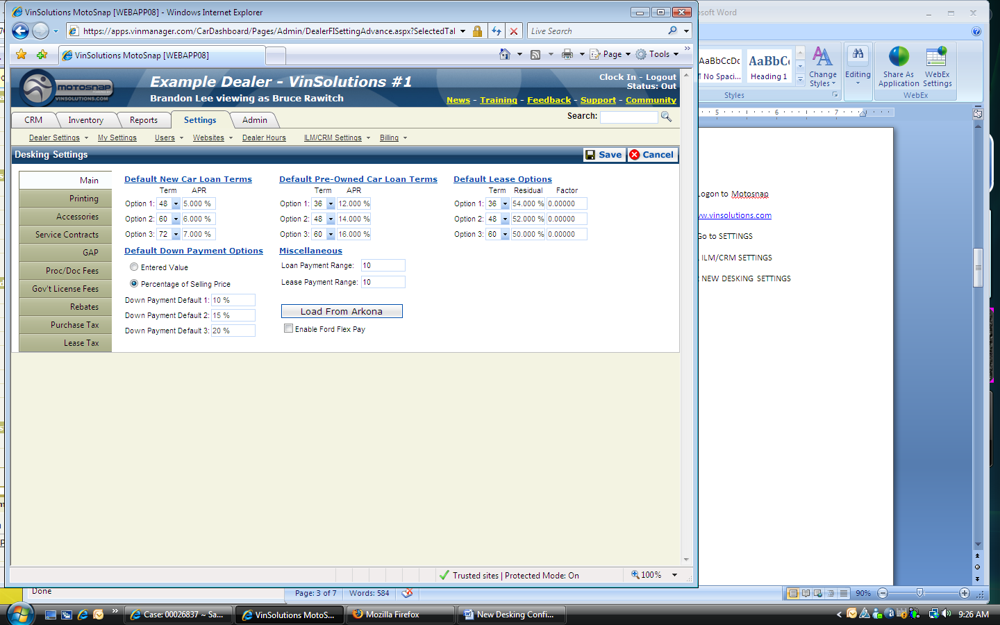 VinSolutions MotoSnap [WEBAPP08] - Windows Internet Explorer
https://apps.vinmanager.com/CarDashboard/Pages/Admin/DealerFISettingAdvance.aspx?SelectedTal
Live Search
VinSolutions MotoSnap [WEBAPP08]
Page
Tools
MOTOSNAP
VINSOLUTIONS.COM
Example Dealer - VinSolutions #1
Brandon Lee viewing as Bruce Rawitch
Clock In - Logout
Status: Out
News - Training - Feedback - Support - Community
CRM Inventory Reports Settings Admin
Search:
Dealer Settings My Settings Users Websites Dealer Hours ILM/CRM Settings Billing
Desking Settings
Save Cancel
Main
Printing
Accessories
Service Contracts
GAP
Proc/Doc Fees
Gov't License Fees
Rebates
Purchase Tax
Lease Tax
Default New Car Loan Terms
Term APR
Option 1: 48 5.000 %
Option 2: 60 6.000 %
Option 3: 72 7.000 %
Default Pre-Owned Car Loan Terms
Term APR
Option 1: 36 12.000 %
Option 2: 48 14.000 %
Option 3: 60 16.000 %
Default Lease Options
Term Residual Factor
Option 1: 36 54.000 % 0.00000
Option 2: 48 52.000 % 0.00000
Option 3: 60 50.000 % 0.00000
Default Down Payment Options
Entered Value
Percentage of Selling Price
Down Payment Default 1: 10 %
Down Payment Default 2: 15 %
Down Payment Default 3: 20 %
Miscellaneous
Loan Payment Range: 10
Lease Payment Range: 10
Load From Arkona
Enable Ford Flex Pay
Trusted sites | Protected Mode: On
100%
osoft Word
AaBbCcDc
¶ No Spaci...
AaBbC
Heading 1
Change
Styles
Editing
Share As
Application
WebEx
Settings
Styles
WebEx
5 6 7
Logon to Motosnap
ww.vinsolutions.com
Go to SETTINGS
ILM/CRM SETTINGS
NEW DESKING SETTINGS
Done
Page: 3 of 7 Words: 584
90%
Case: 00026837 ~ Sa...
VinSolutions MotoS...
Mozilla Firefox
New Desking Confi...
9:26 AM